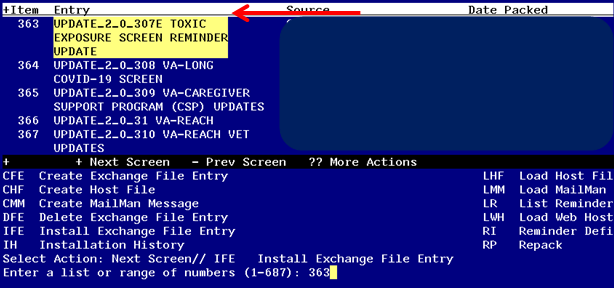 +Item Entry Source Date Packed
363 UPDATE_2_0_307E TOXIC
EXPOSURE SCREEN REMINDER
UPDATE
364 UPDATE_2_0_308 VA-LONG
COVID-19 SCREEN
365 UPDATE_2_0_309 VA-CAREGIVER
SUPPORT PROGRAM (CSP) UPDATES
366 UPDATE_2_0_31 VA-REACH
367 UPDATE_2_0_310 VA-REACH VET
UPDATES
+ + Next Screen - Prev Screen ?? More Actions
CFE Create Exchange File Entry LHF Load Host Fil
CHF Create Host File LMM Load MailMan
CMM Create MailMan Message LR List Reminder
DFE Delete Exchange File Entry LWH Load Web Host
IFE Install Exchange File Entry RI Reminder Defi
IH Installation History RP Repack
Select Action: Next Screen// IFE Install Exchange File Entry
Enter a list or range of numbers (1-687): 363